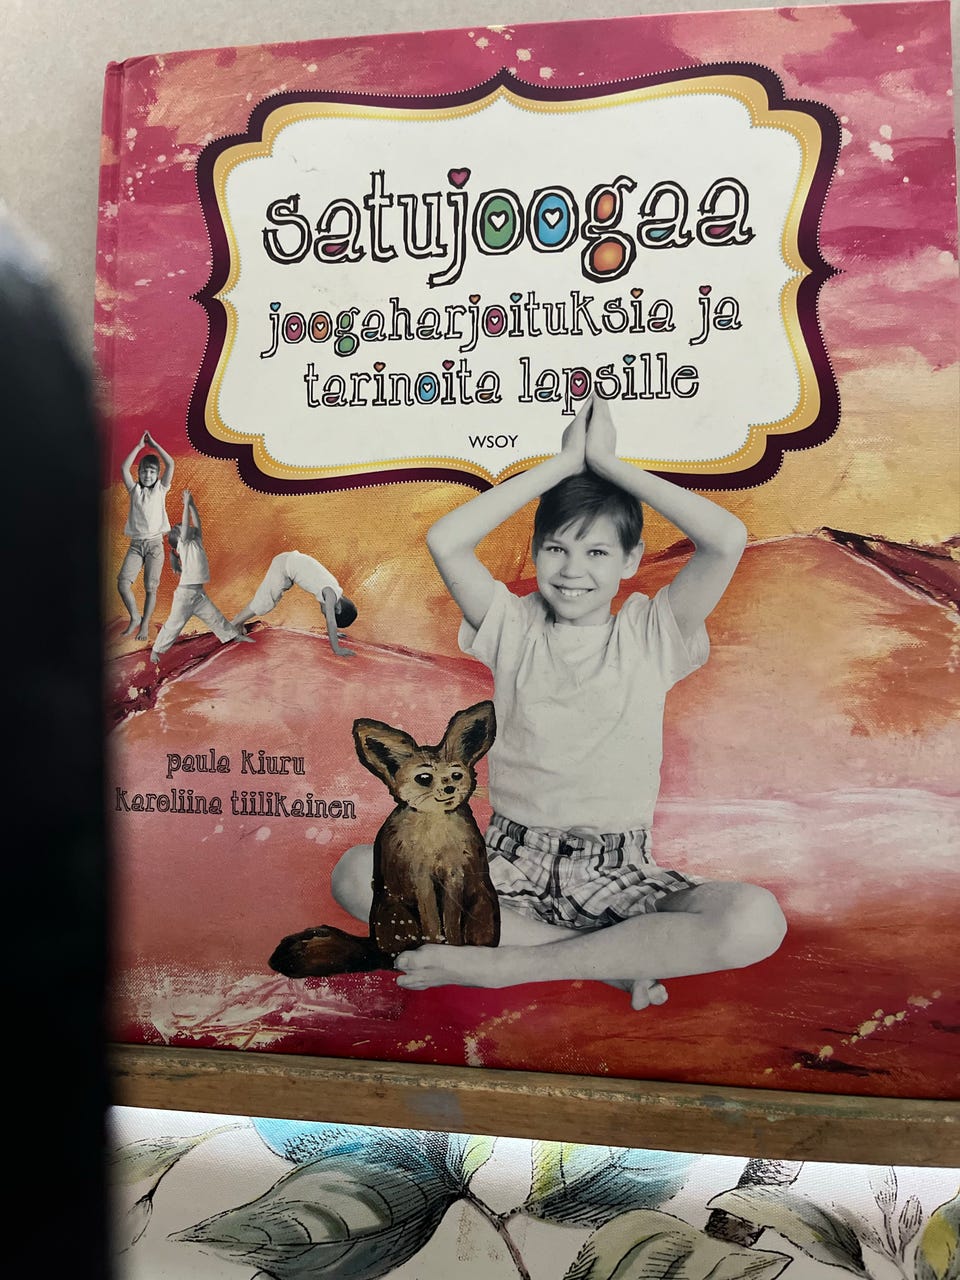 satujoogaa
joogaharjoituksia ja
tarinoita lapsille
WSOY
paula kiuru
karoliina tiilikainen